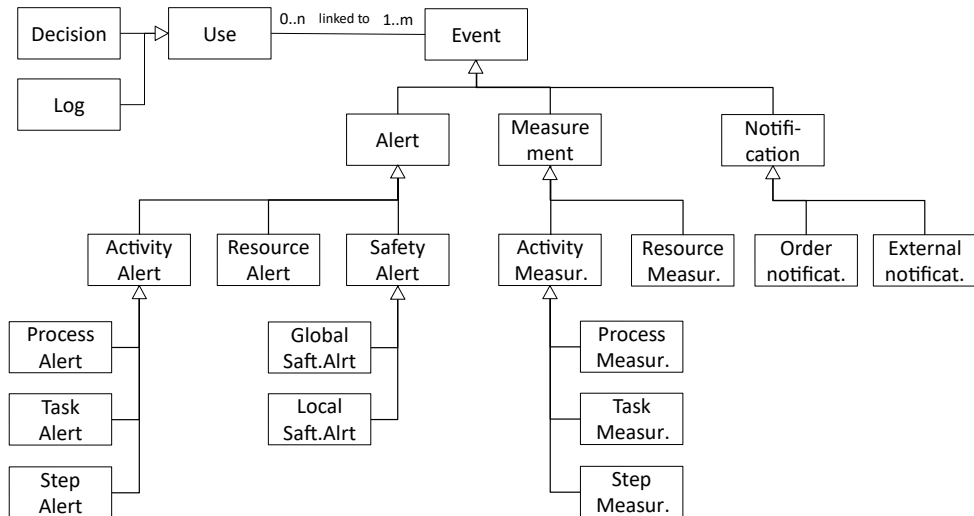 Decision
Use
0..n
linked to
1..m
Event
Log
Alert
Measure
ment
Notifi-
cation
Activity
Alert
Resource
Alert
Safety
Alert
Activity
Measur.
Resource
Measur.
Order
notificat.
External
notificat.
Process
Alert
Global
Saft.Alrt
Process
Measur.
Task
Alert
Local
Saft.Alrt
Task
Measur.
Step
Alert
Step
Measur.